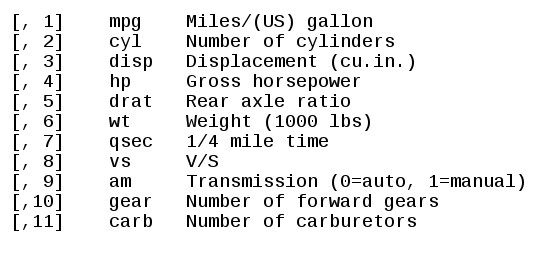 [, 1]    mpg    Miles/(US) gallon
[, 2]    cyl    Number of cylinders
[, 3]    disp   Displacement (cu.in.)
[, 4]    hp     Gross horsepower
[, 5]    drat   Rear axle ratio
[, 6]    wt     Weight (1000 lbs)
[, 7]    qsec   1/4 mile time
[, 8]    vs     V/S
[, 9]    am     Transmission (0=auto, 1=manual)
[,10]    gear   Number of forward gears
[,11]    carb   Number of carburetors